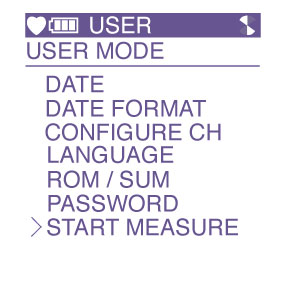 USER
USER MODE
DATE
DATE FORMAT
CONFIGURE CH
LANGUAGE
ROM / SUM
PASSWORD
>START MEASURE